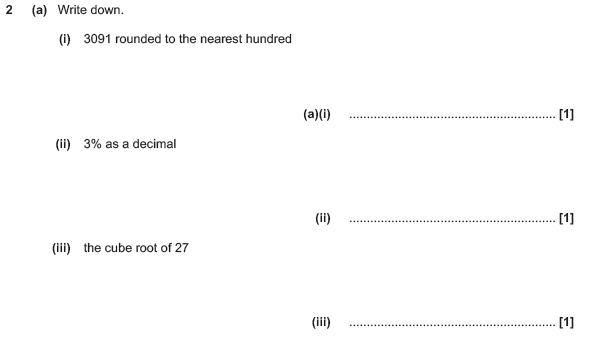 2 (a) Write down.
(i) 3091 rounded to the nearest hundred
(a)(i) ............................................................ [1]
(ii) 3% as a decimal
(ii) ............................................................ [1]
(iii) the cube root of 27
(iii) ............................................................ [1]